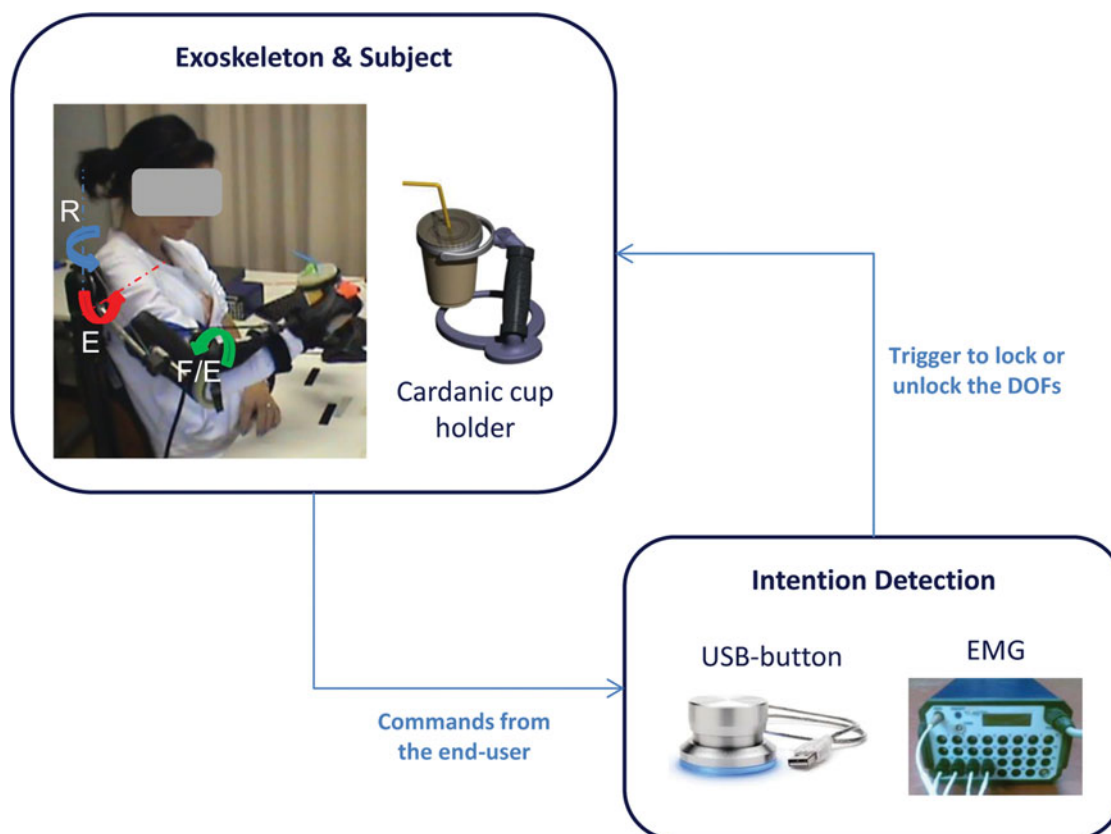 Exoskeleton & Subject
R
E
F/E
Cardanic cup
holder
Trigger to lock or
unlock the DOFs
Intention Detection
USB-button
EMG
Commands from
the end-user